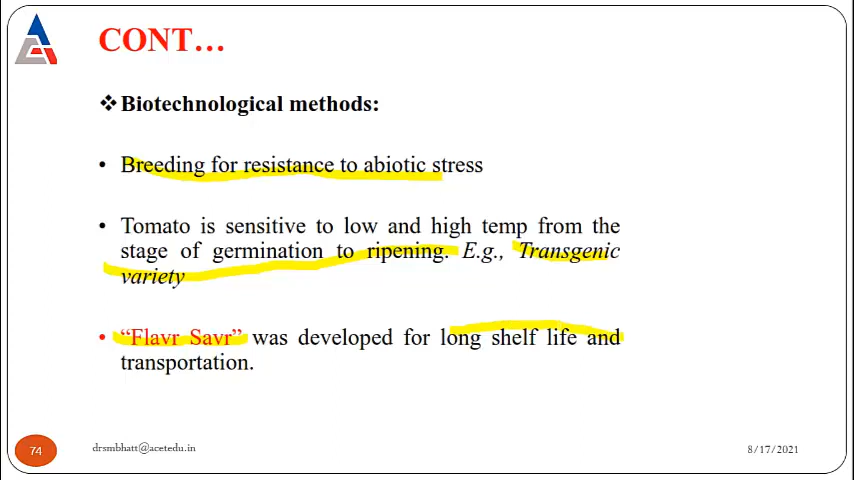 CONT…
❖Biotechnological methods:
• Breeding for resistance to abiotic stress
• Tomato is sensitive to low and high temp from the
stage of germination to ripening. E.g., Transgenic
variety
• “Flavr Savr” was developed for long shelf life and
transportation.
74
drsmbhatt@acetedu.in
8/17/2021